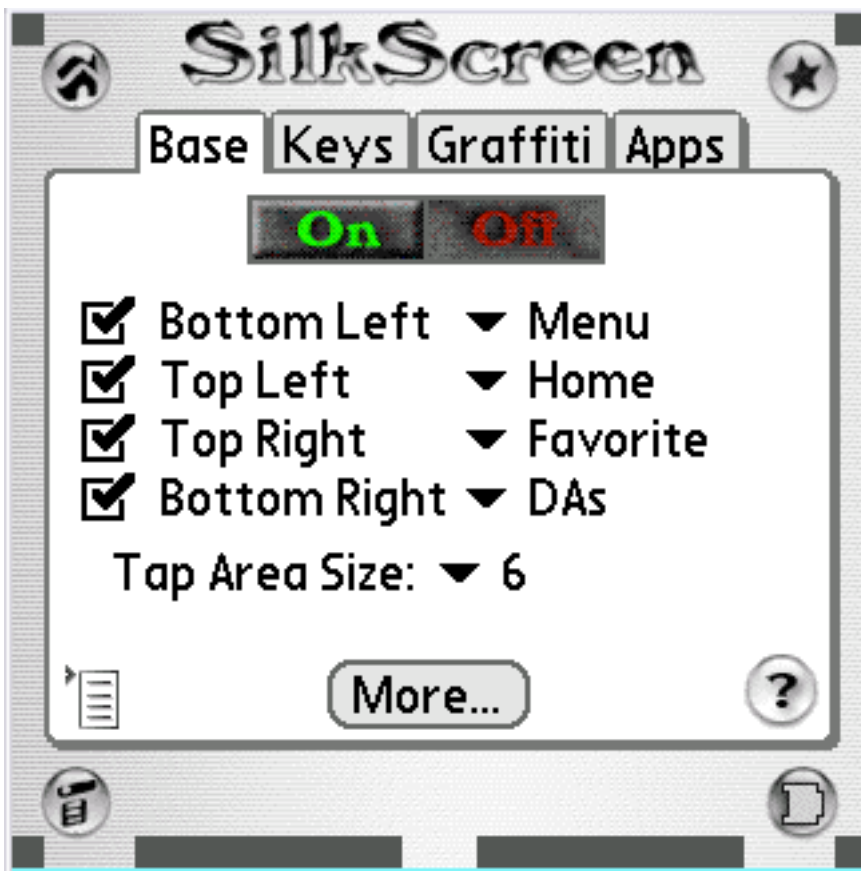 SilkScreen
Base Keys Graffiti Apps
On Off
Bottom Left Menu
Top Left Home
Top Right Favorite
Bottom Right DAs
Tap Area Size: 6
More...
?